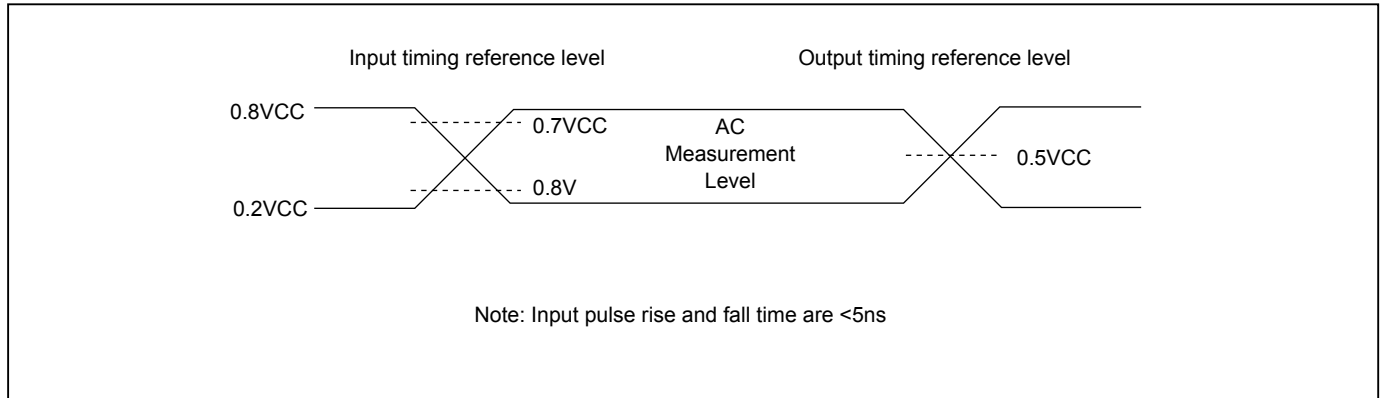 Input timing reference level
Output timing reference level
0.8VCC
0.7VCC
AC
Measurement
Level
0.5VCC
0.8V
0.2VCC
Note: Input pulse rise and fall time are <5ns